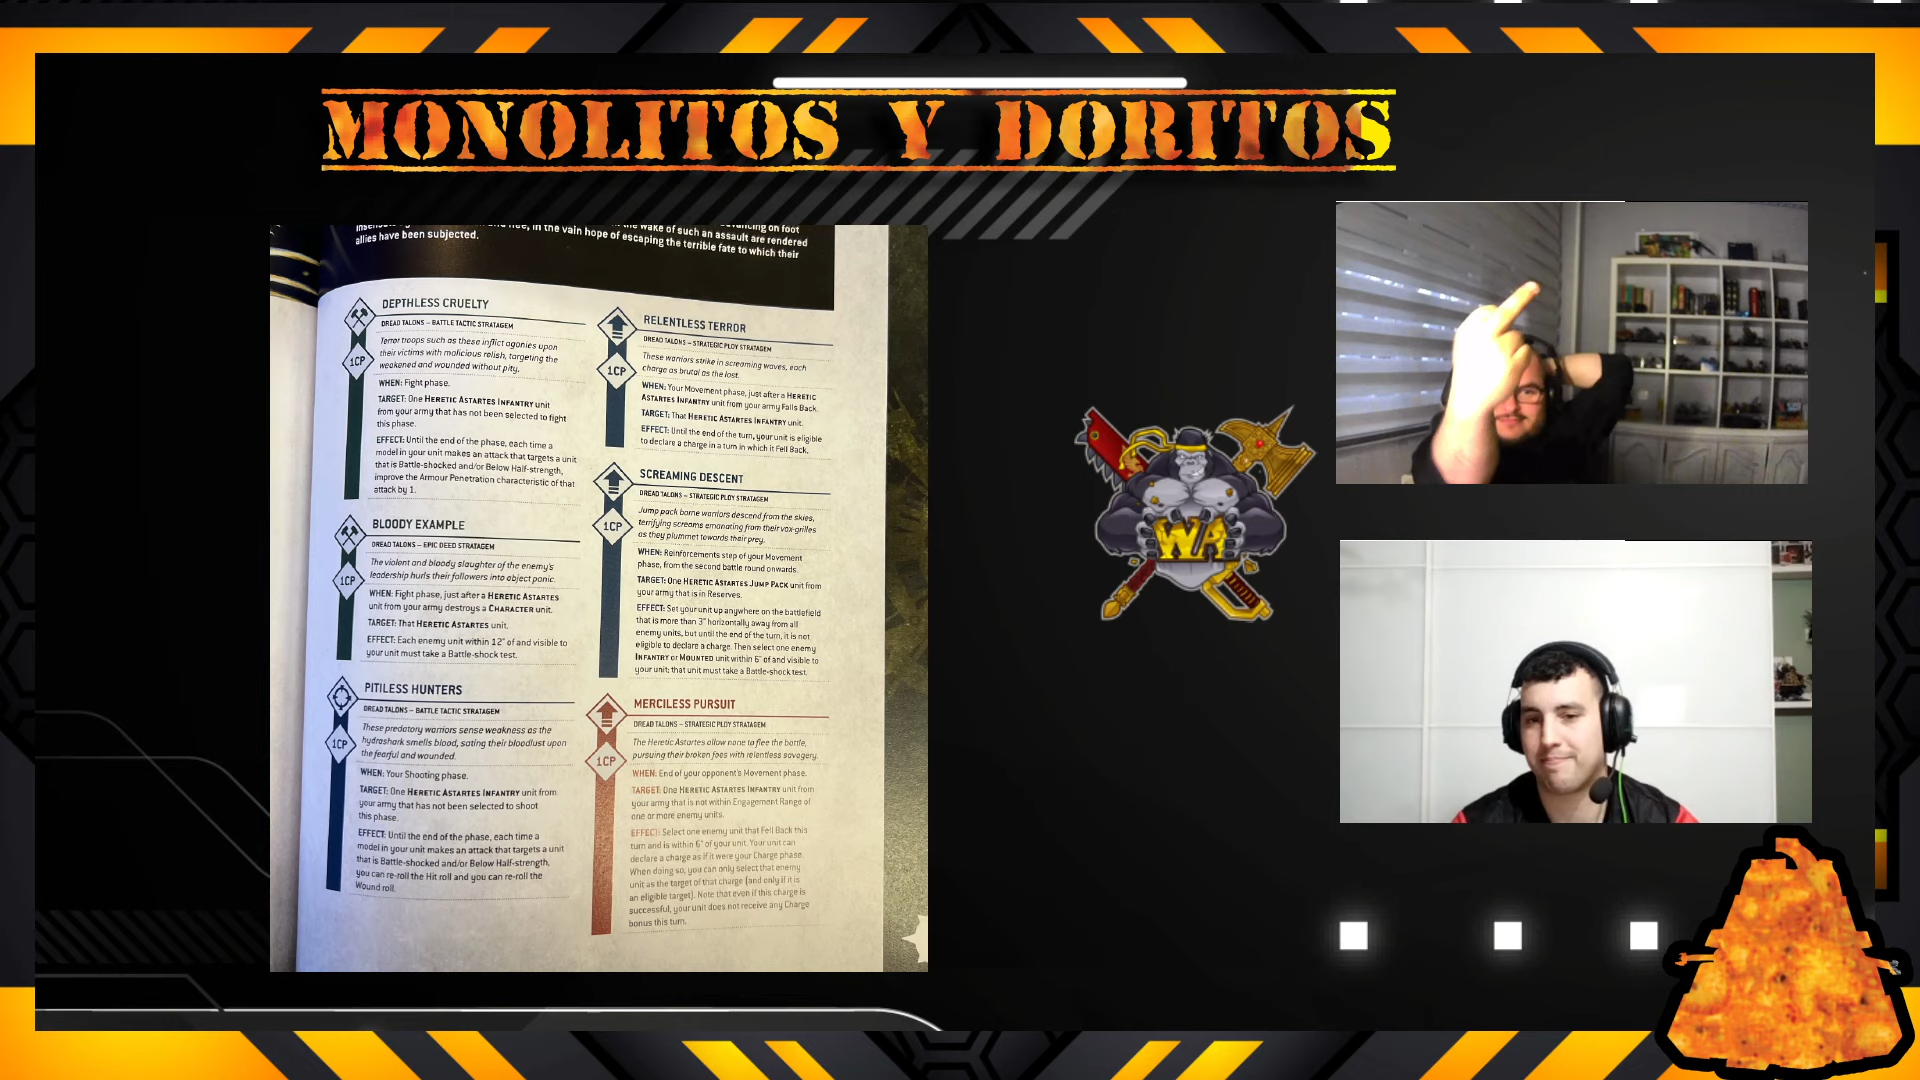 MONOLITOS Y DORITOS
in the vain hope of escaping the terrible fate to which their
allies have been subjected.
DEPTHLESS CRUELTY
DREAD TALONS – BATTLE TACTIC STRATAGEM
1CP
Terror troops such as these inflict agonies upon
their victims with malicious relish, targeting the
weakened and wounded without pity.
WHEN: Fight phase.
TARGET: One HERETIC ASTARTES INFANTRY unit
from your army that has not been selected to fight
this phase.
EFFECT: Until the end of the phase, each time a
model in your unit makes an attack that targets a unit
that is Battle-shocked and/or Below Half-strength,
improve the Armour Penetration characteristic of that
attack by 1.
BLOODY EXAMPLE
DREAD TALONS – EPIC DEED STRATAGEM
1CP
The violent and bloody slaughter of the enemy's
leadership hurls their followers into abject panic.
WHEN: Fight phase, just after a HERETIC ASTARTES
unit from your army destroys a CHARACTER unit.
TARGET: That HERETIC ASTARTES unit.
EFFECT: Each enemy unit within 12" of and visible to
your unit must take a Battle-shock test.
PITILESS HUNTERS
DREAD TALONS – BATTLE TACTIC STRATAGEM
1CP
These predatory warriors sense weakness as the
hydrashark smells blood, sating their bloodlust upon
the fearful and wounded.
WHEN: Your Shooting phase.
TARGET: One HERETIC ASTARTES INFANTRY unit from
your army that has not been selected to shoot
this phase.
EFFECT: Until the end of the phase, each time a
model in your unit makes an attack that targets a unit
that is Battle-shocked and/or Below Half-strength,
you can re-roll the Hit roll and you can re-roll the
Wound roll.
RELENTLESS TERROR
DREAD TALONS – STRATEGIC PLOY STRATAGEM
1CP
These warriors strike in screaming waves, each
charge as brutal as the last.
WHEN: Your Movement phase, just after a HERETIC
ASTARTES INFANTRY unit from your army Falls Back.
TARGET: That HERETIC ASTARTES INFANTRY unit.
EFFECT: Until the end of the turn, your unit is eligible
to declare a charge in a turn in which it Fell Back.
SCREAMING DESCENT
DREAD TALONS – STRATEGIC PLOY STRATAGEM
1CP
Jump pack borne warriors descend from the skies,
terrifying screams emanating from their vox-grilles
as they plummet towards their prey.
WHEN: Reinforcements step of your Movement
phase, from the second battle round onwards.
TARGET: One HERETIC ASTARTES JUMP PACK unit from
your army that is in Reserves.
EFFECT: Set your unit up anywhere on the battlefield
that is more than 3" horizontally away from all
enemy units, but until the end of the turn, it is not
eligible to declare a charge. Then select one enemy
INFANTRY or MOUNTED unit within 6" of and visible to
your unit; that unit must take a Battle-shock test.
MERCILESS PURSUIT
DREAD TALONS – STRATEGIC PLOY STRATAGEM
1CP
The Heretic Astartes allow none to flee the battle,
pursuing their broken foes with relentless savagery.
WHEN: End of your opponent's Movement phase.
TARGET: One HERETIC ASTARTES INFANTRY unit from
your army that is not within Engagement Range of
one or more enemy units.
EFFECT: Select one enemy unit that Fell Back this
turn and is within 6" of your unit. Your unit can
declare a charge as if it were your Charge phase.
When doing so, you can only select that enemy
unit as the target of that charge (and only if it is
an eligible target). Note that even if this charge is
successful, your unit does not receive any Charge
bonus this turn.
WA